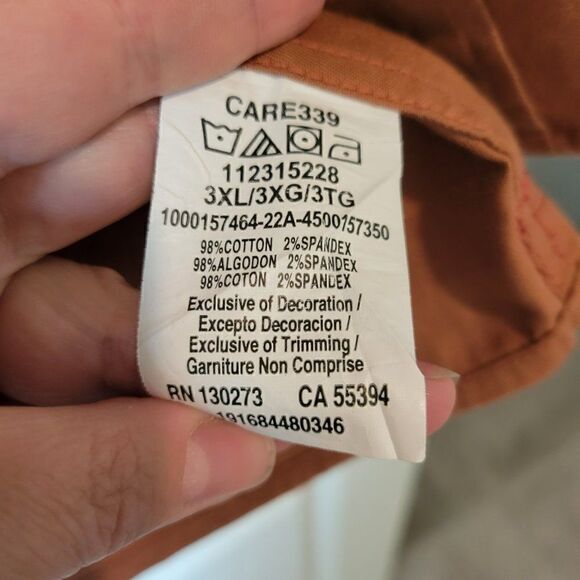 CARE339
112315228
3XL/3XG/3TG
1000157464-22A-4500157350
98%COTTON 2%SPANDEX
98%ALGODON 2%SPANDEX
98%COTON 2%SPANDEX
Exclusive of Decoration /
Excepto Decoracion /
Exclusive of Trimming /
Garniture Non Comprise
RN 130273 CA 55394
191684480346